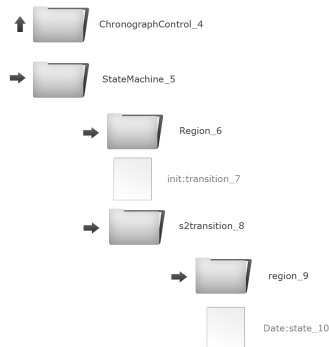 ChronographControl_4
StateMachine_5
Region_6
init:transition_7
s2transition_8
region_9
Date:state_10